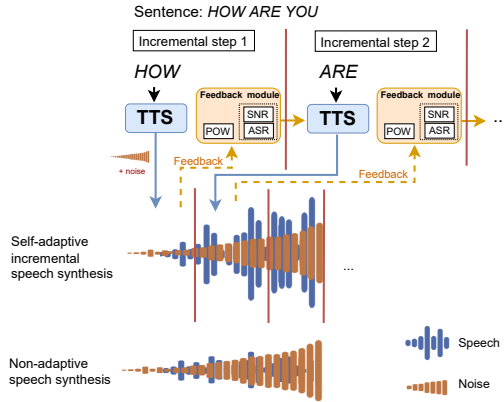 Sentence: HOW ARE YOU
Incremental step 1
Incremental step 2
HOW
ARE
TTS
Feedback module
SNR
POW
ASR
TTS
Feedback module
SNR
POW
ASR
...
+ noise
Feedback
Feedback
Self-adaptive
incremental
speech synthesis
...
Non-adaptive
speech synthesis
Speech
Noise